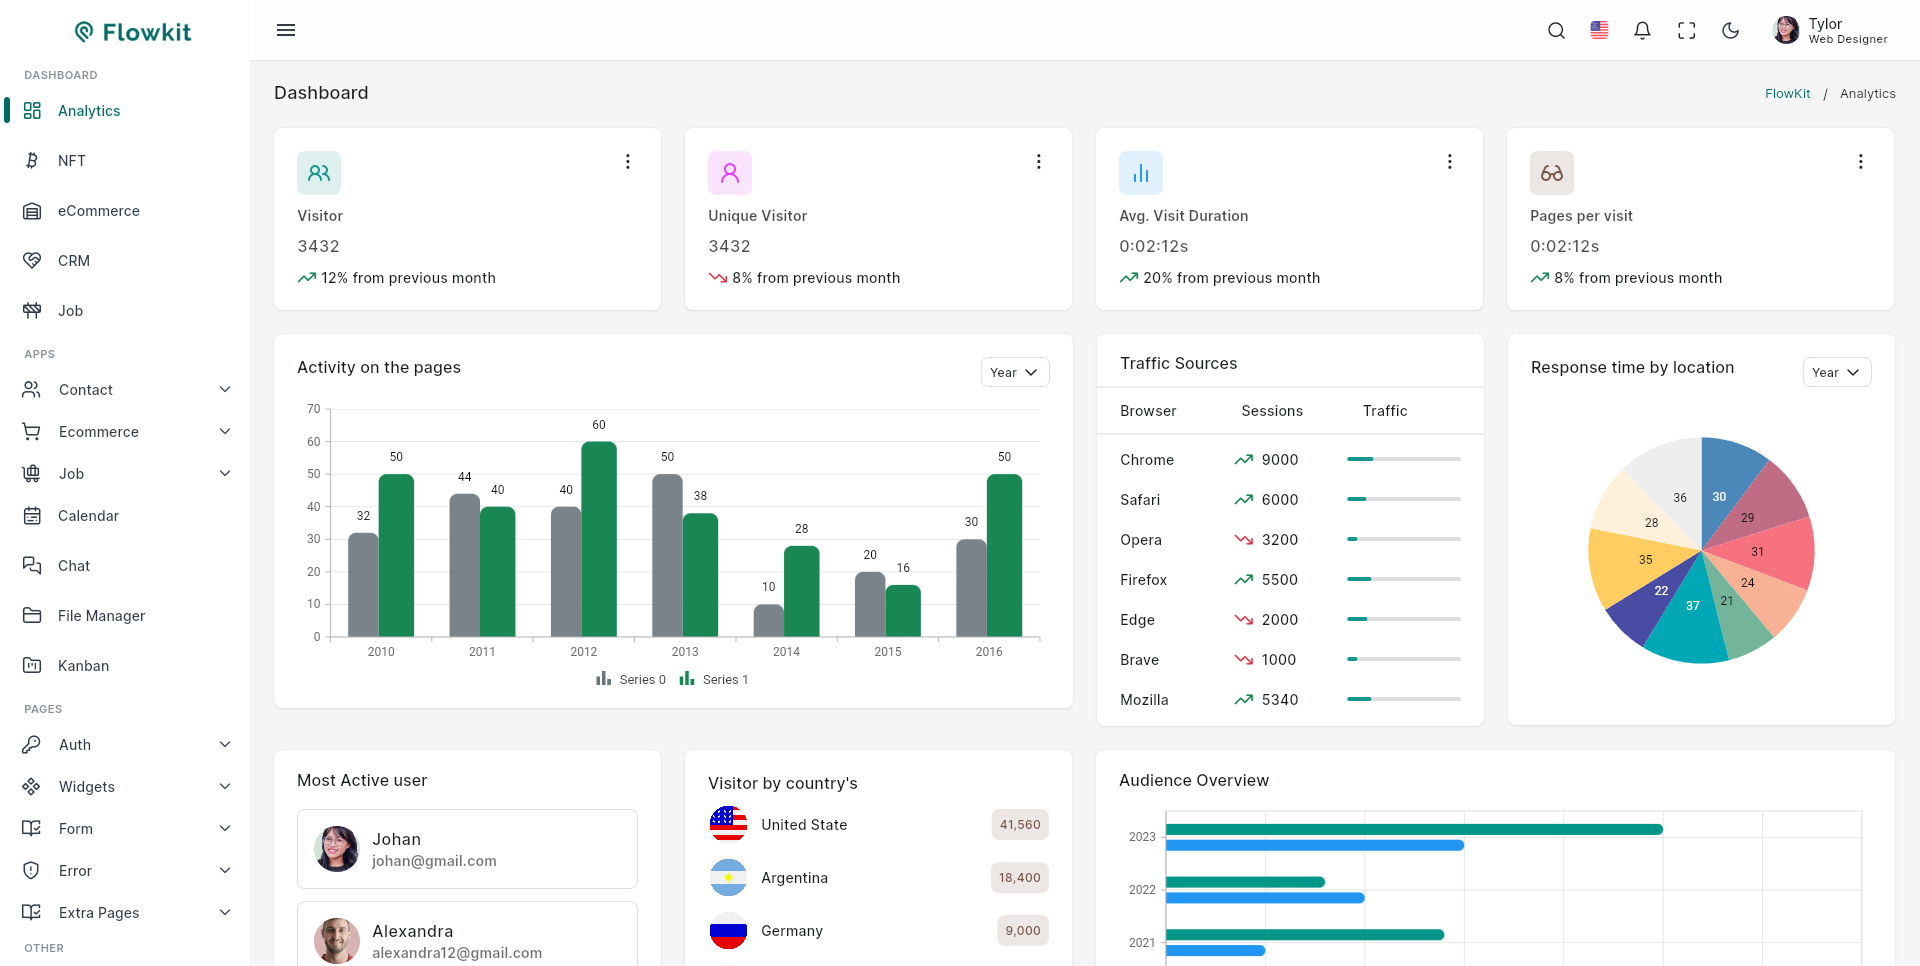 Flowkit
DASHBOARD
Analytics
NFT
eCommerce
CRM
Job
APPS
Contact
Ecommerce
Job
Calendar
Chat
File Manager
Kanban
PAGES
Auth
Widgets
Form
Error
Extra Pages
OTHER
Tylor
Web Designer
Dashboard
FlowKit / Analytics
Visitor
3432
12% from previous month
Unique Visitor
3432
8% from previous month
Avg. Visit Duration
0:02:12s
20% from previous month
Pages per visit
0:02:12s
8% from previous month
Activity on the pages
Year
70
60
50
40
30
20
10
0
32 50
44 40
40 60
50 38
10 28
20 16
30 50
2010 2011 2012 2013 2014 2015 2016
Series 0 Series 1
Traffic Sources
Browser Sessions Traffic
Chrome 9000
Safari 6000
Opera 3200
Firefox 5500
Edge 2000
Brave 1000
Mozilla 5340
Response time by location
Year
30
29
31
24
21
37
22
35
28
36
Most Active user
Johan
johan@gmail.com
Alexandra
alexandra12@gmail.com
Visitor by country's
United State 41,560
Argentina 18,400
Germany 9,000
Audience Overview
2023
2022
2021